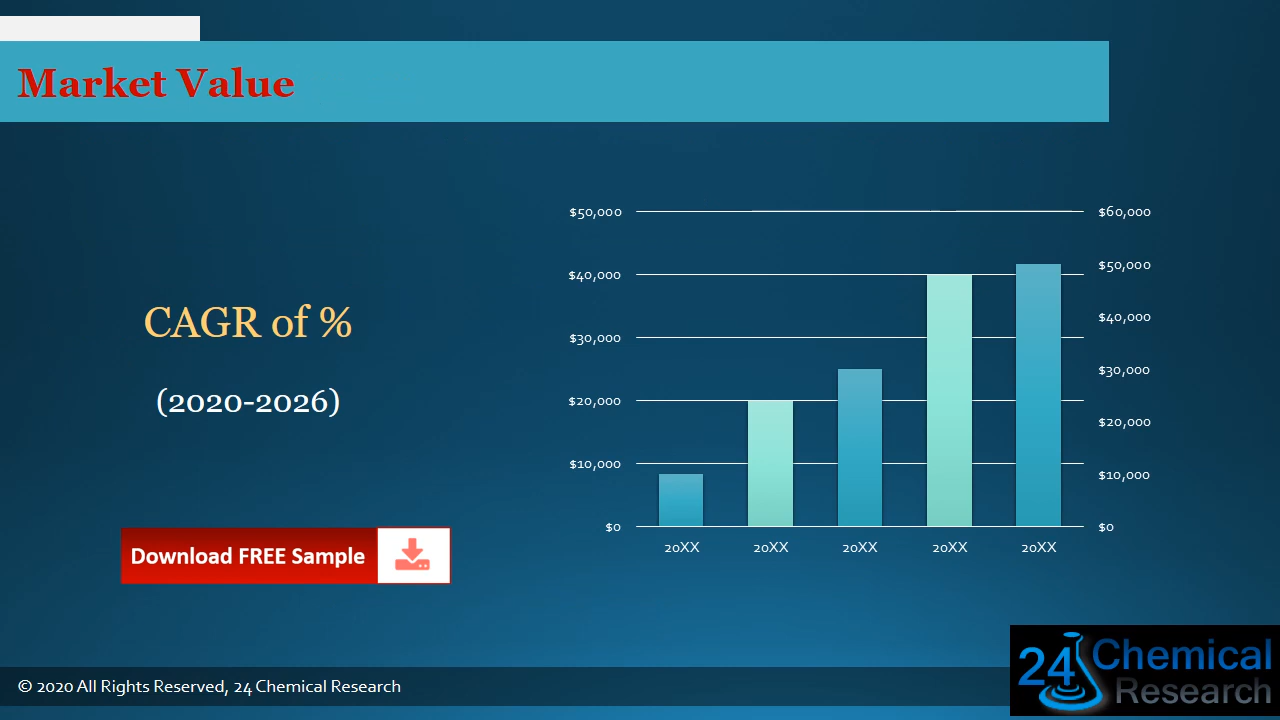 Market Value
CAGR of %
(2020-2026)
Download FREE Sample
$50,000
$40,000
$30,000
$20,000
$10,000
$0
$60,000
$50,000
$40,000
$30,000
$20,000
$10,000
$0
20XX 20XX 20XX 20XX 20XX
© 2020 All Rights Reserved, 24 Chemical Research
24 Chemical
Research